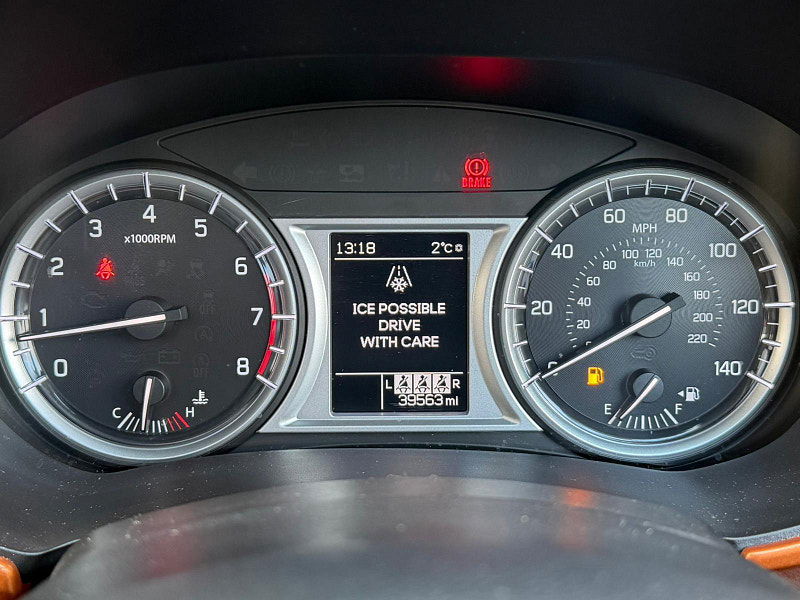 BRAKE
3 4 5
x1000RPM
2 6
1 7
0 8
C H
13:18 2°C
ICE POSSIBLE
DRIVE
WITH CARE
L R
39563 mi
60 80
MPH
40 100
100 120
80 km/h 140
60 160
40 180
20 200
220
20 120
0 140
E F